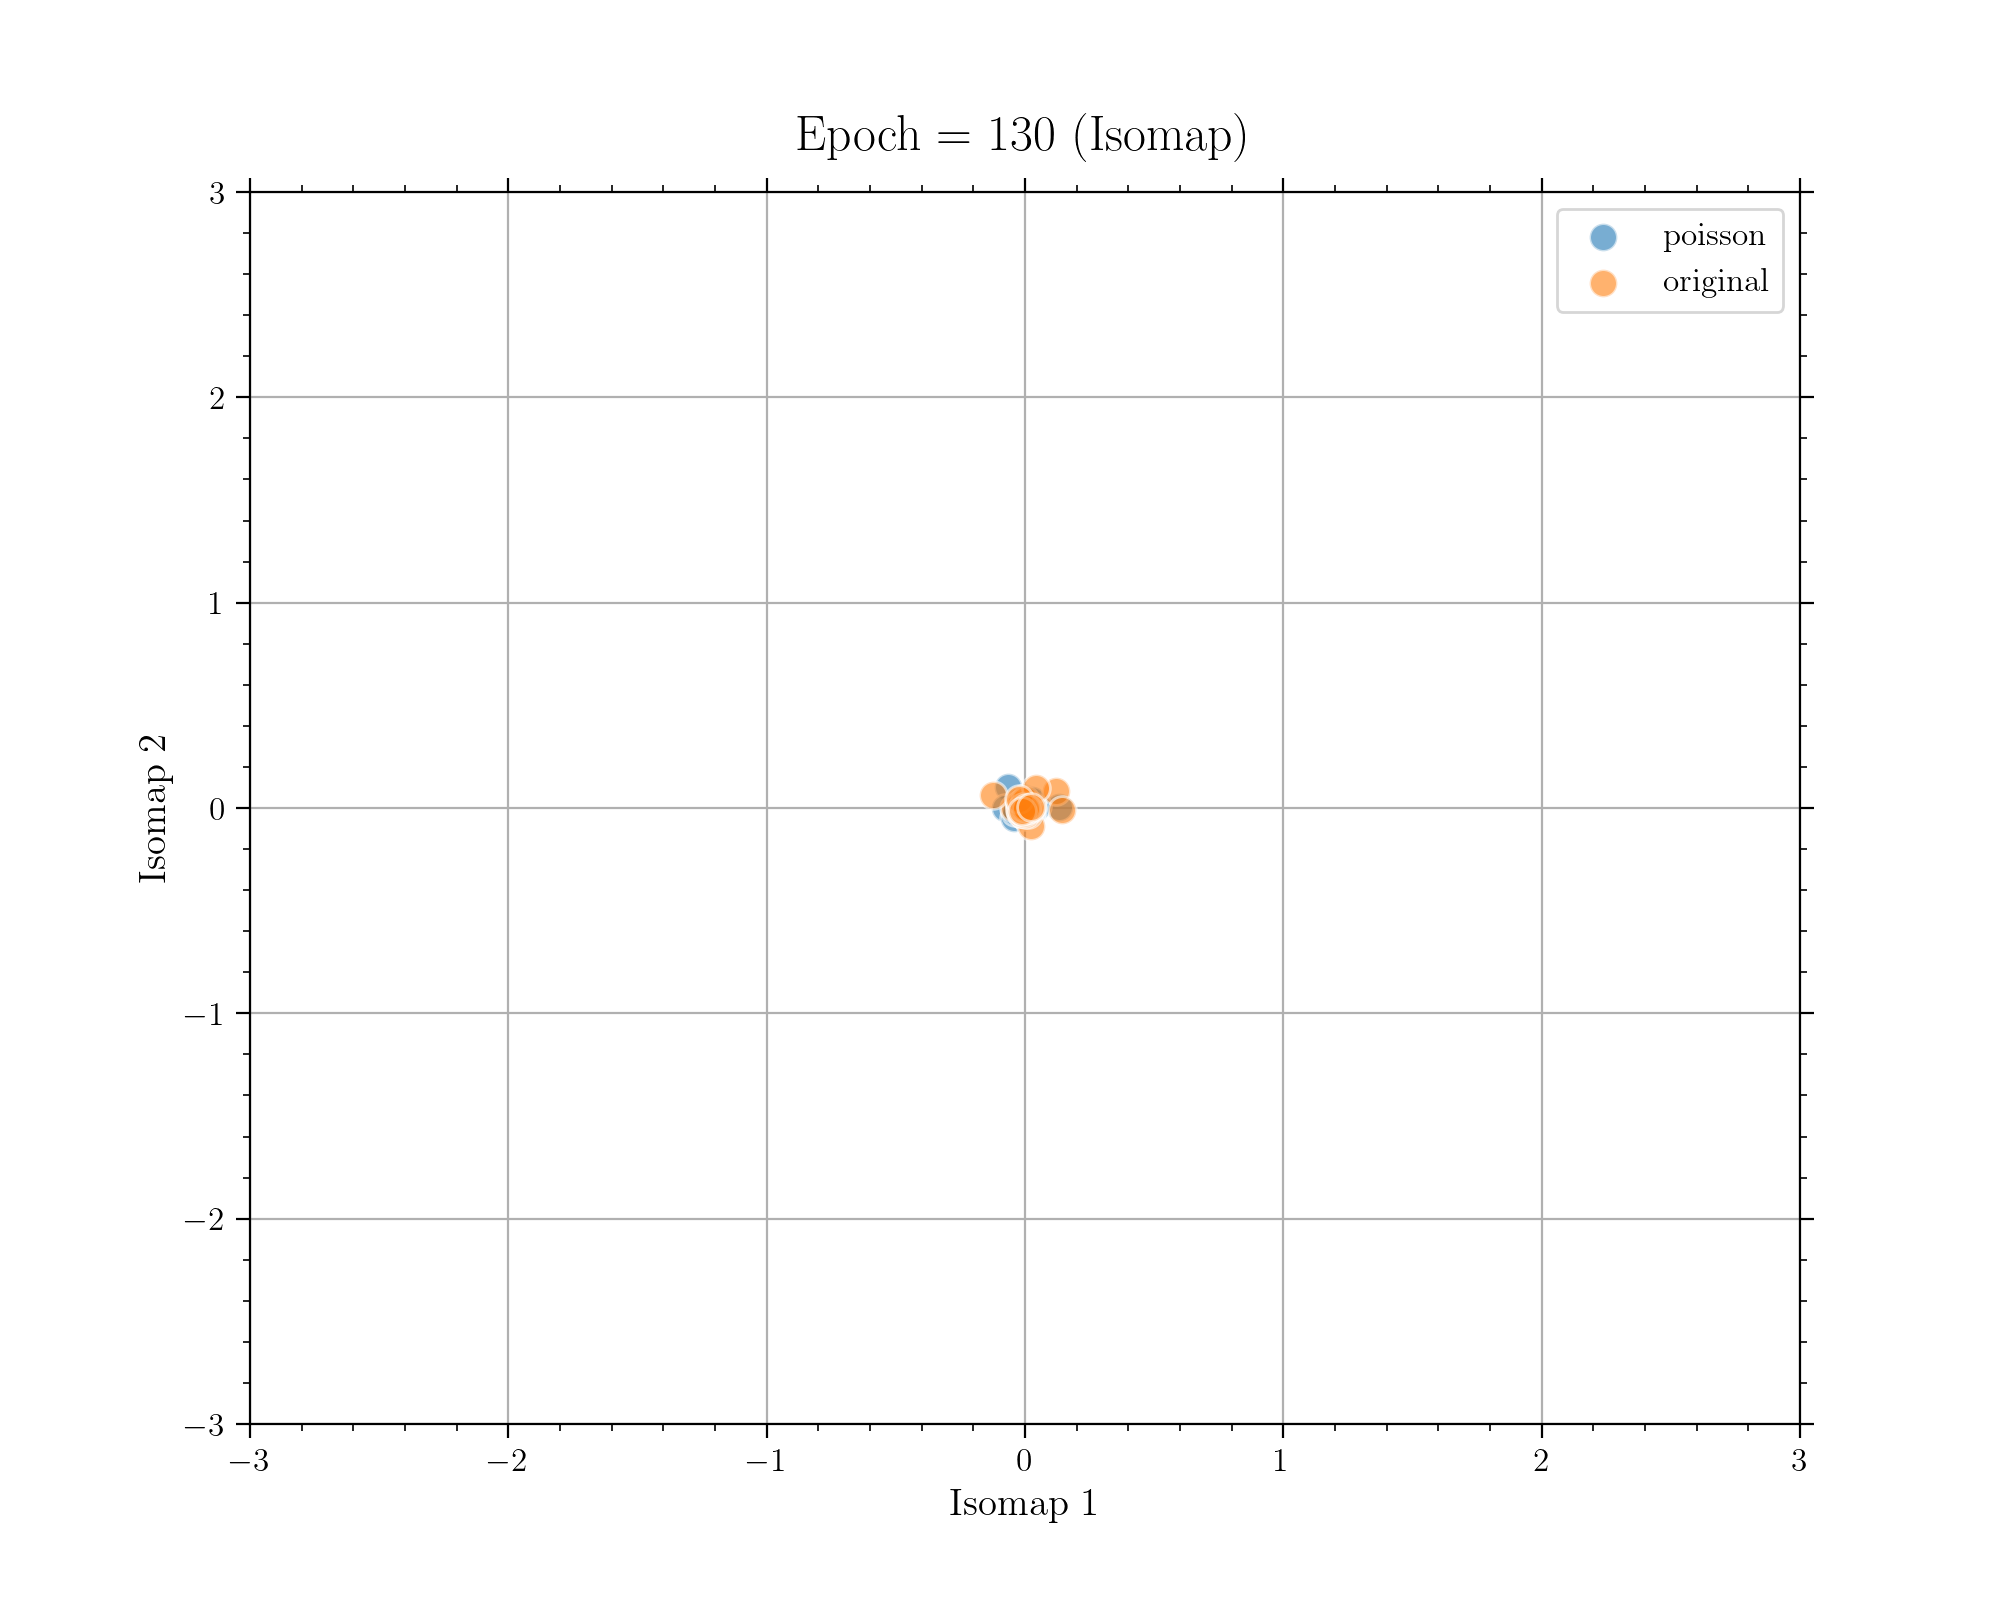 Epoch = 130 (Isomap)
poisson
original
3
2
1
0
−1
−2
−3
Isomap 2
−3
−2
−1
0
1
2
3
Isomap 1